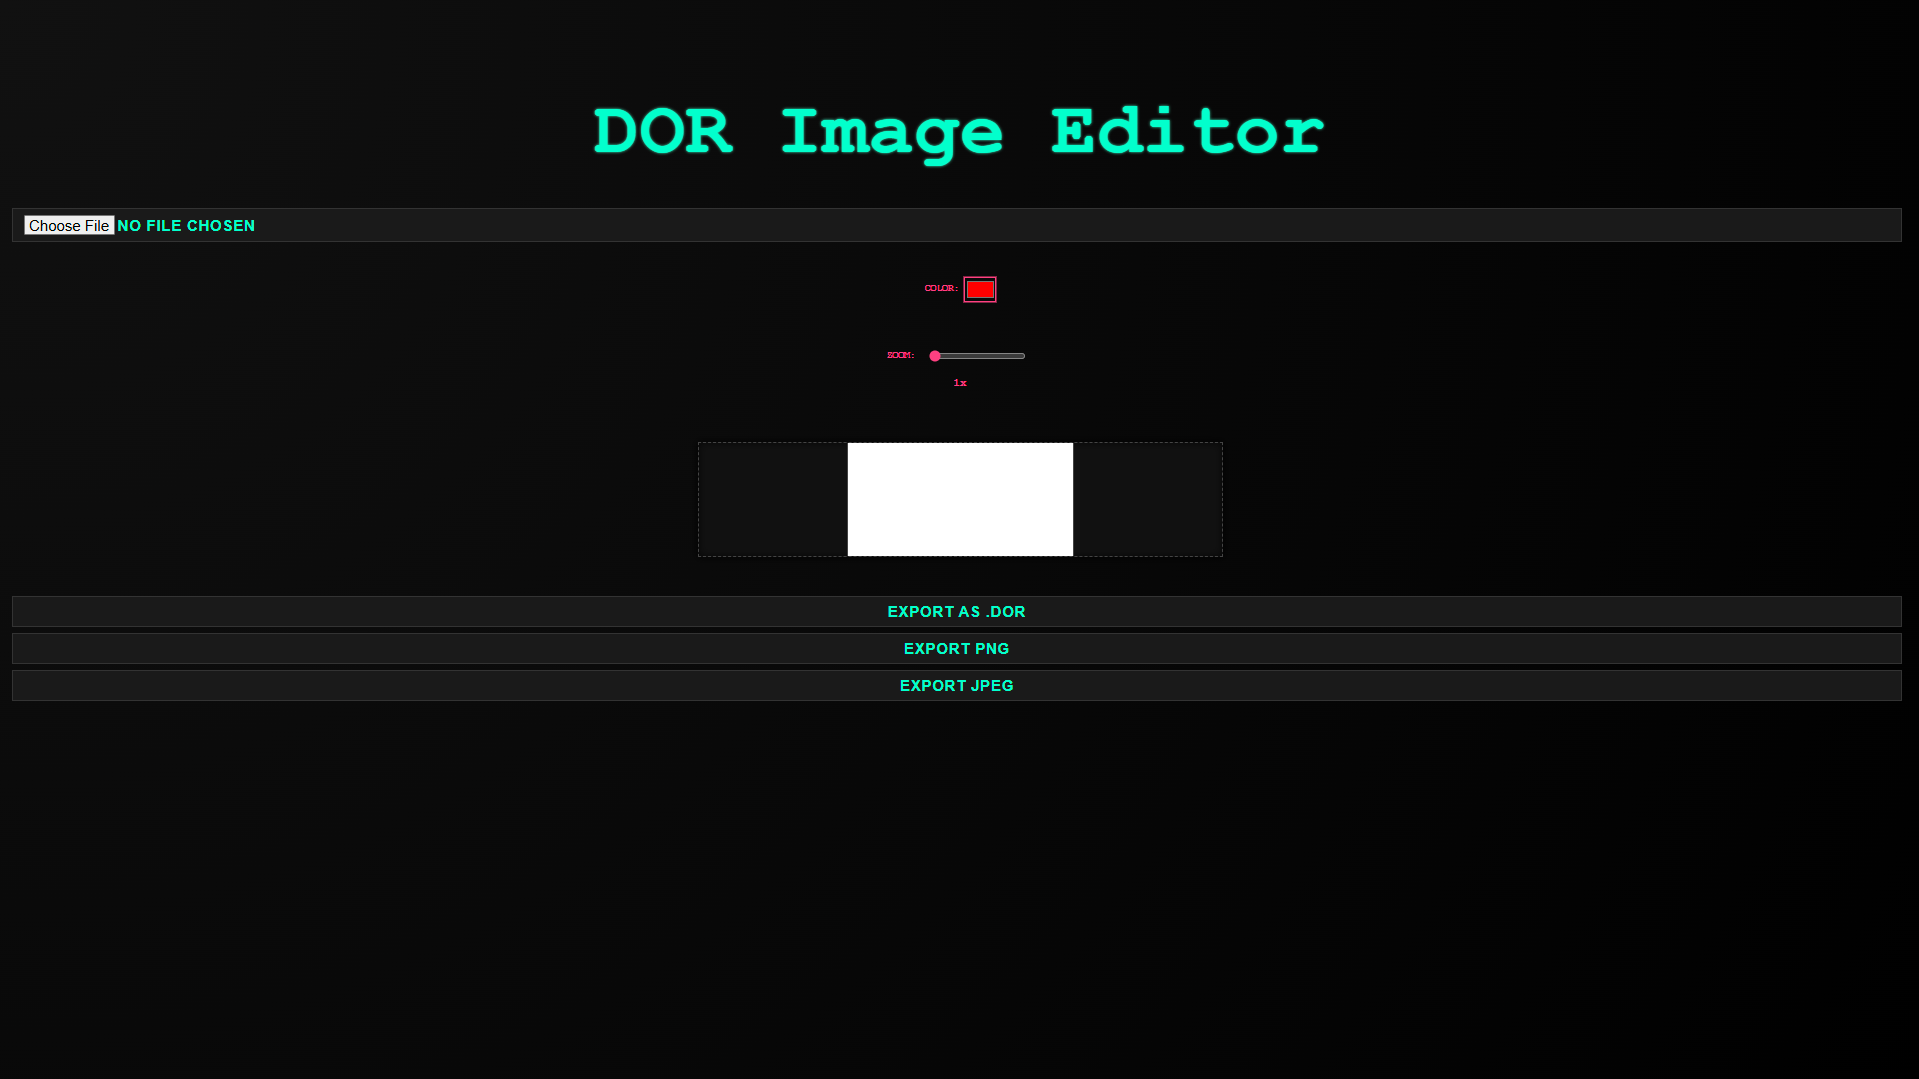 DOR Image Editor
Choose File NO FILE CHOSEN
COLOR:
ZOOM:
1x
EXPORT AS .DOR
EXPORT PNG
EXPORT JPEG